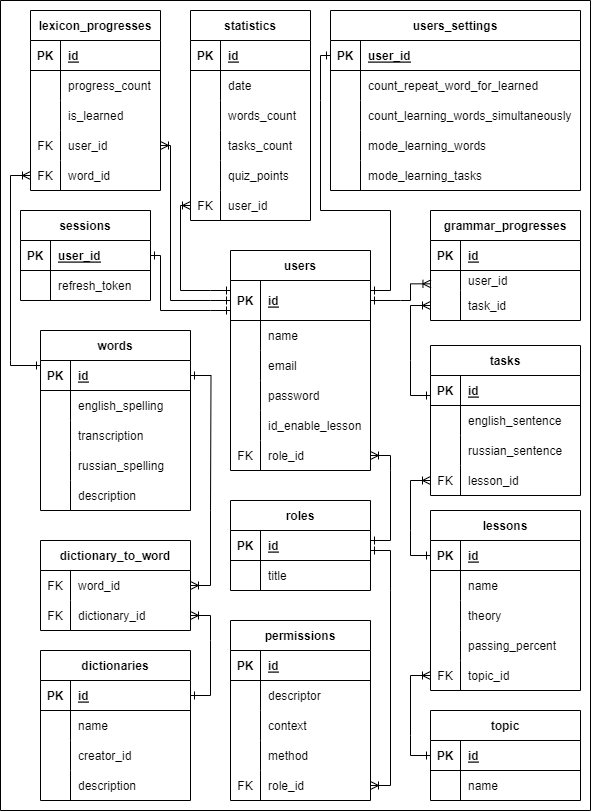 lexicon_progresses
PK id
progress_count
is_learned
FK user_id
FK word_id
statistics
PK id
date
words_count
tasks_count
quiz_points
FK user_id
users_settings
PK user_id
count_repeat_word_for_learned
count_learning_words_simultaneously
mode_learning_words
mode_learning_tasks
sessions
PK user_id
refresh_token
users
PK id
name
email
password
id_enable_lesson
FK role_id
grammar_progresses
PK id
user_id
task_id
words
PK id
english_spelling
transcription
russian_spelling
description
tasks
PK id
english_sentence
russian_sentence
FK lesson_id
roles
PK id
title
lessons
PK id
name
theory
passing_percent
FK topic_id
dictionary_to_word
FK word_id
FK dictionary_id
permissions
PK id
descriptor
context
method
FK role_id
dictionaries
PK id
name
creator_id
description
topic
PK id
name